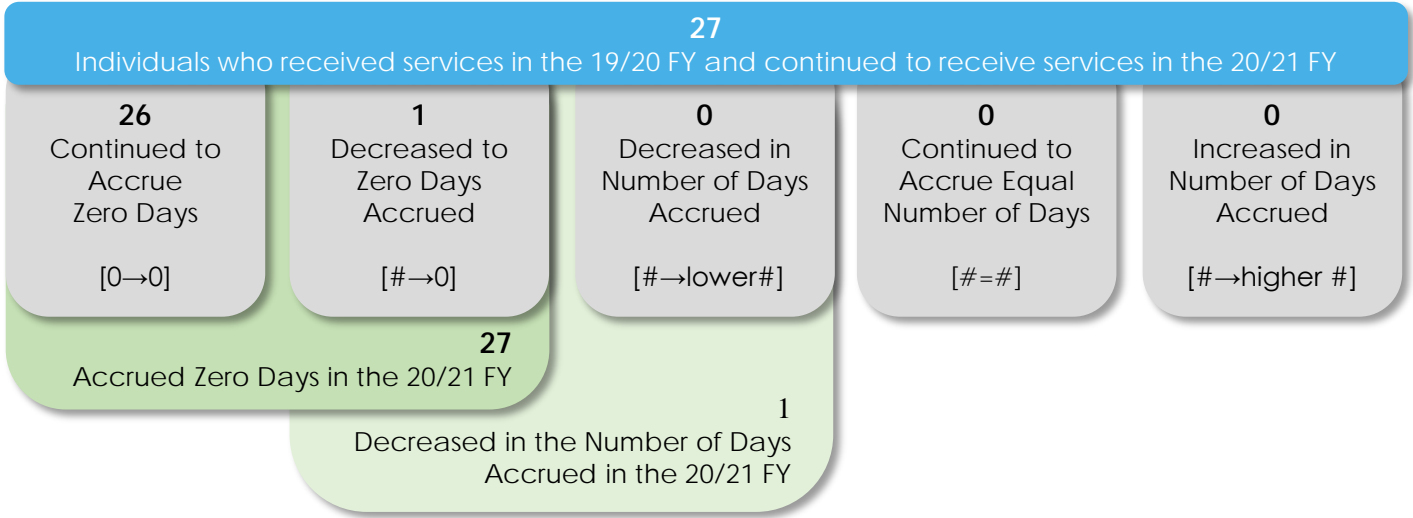 27
Individuals who received services in the 19/20 FY and continued to receive services in the 20/21 FY
26
Continued to
Accrue
Zero Days
[0→0]
1
Decreased to
Zero Days
Accrued
[#→0]
0
Decreased in
Number of Days
Accrued
[#→lower#]
0
Continued to
Accrue Equal
Number of Days
[#=#]
0
Increased in
Number of Days
Accrued
[#→higher #]
27
Accrued Zero Days in the 20/21 FY
1
Decreased in the Number of Days
Accrued in the 20/21 FY